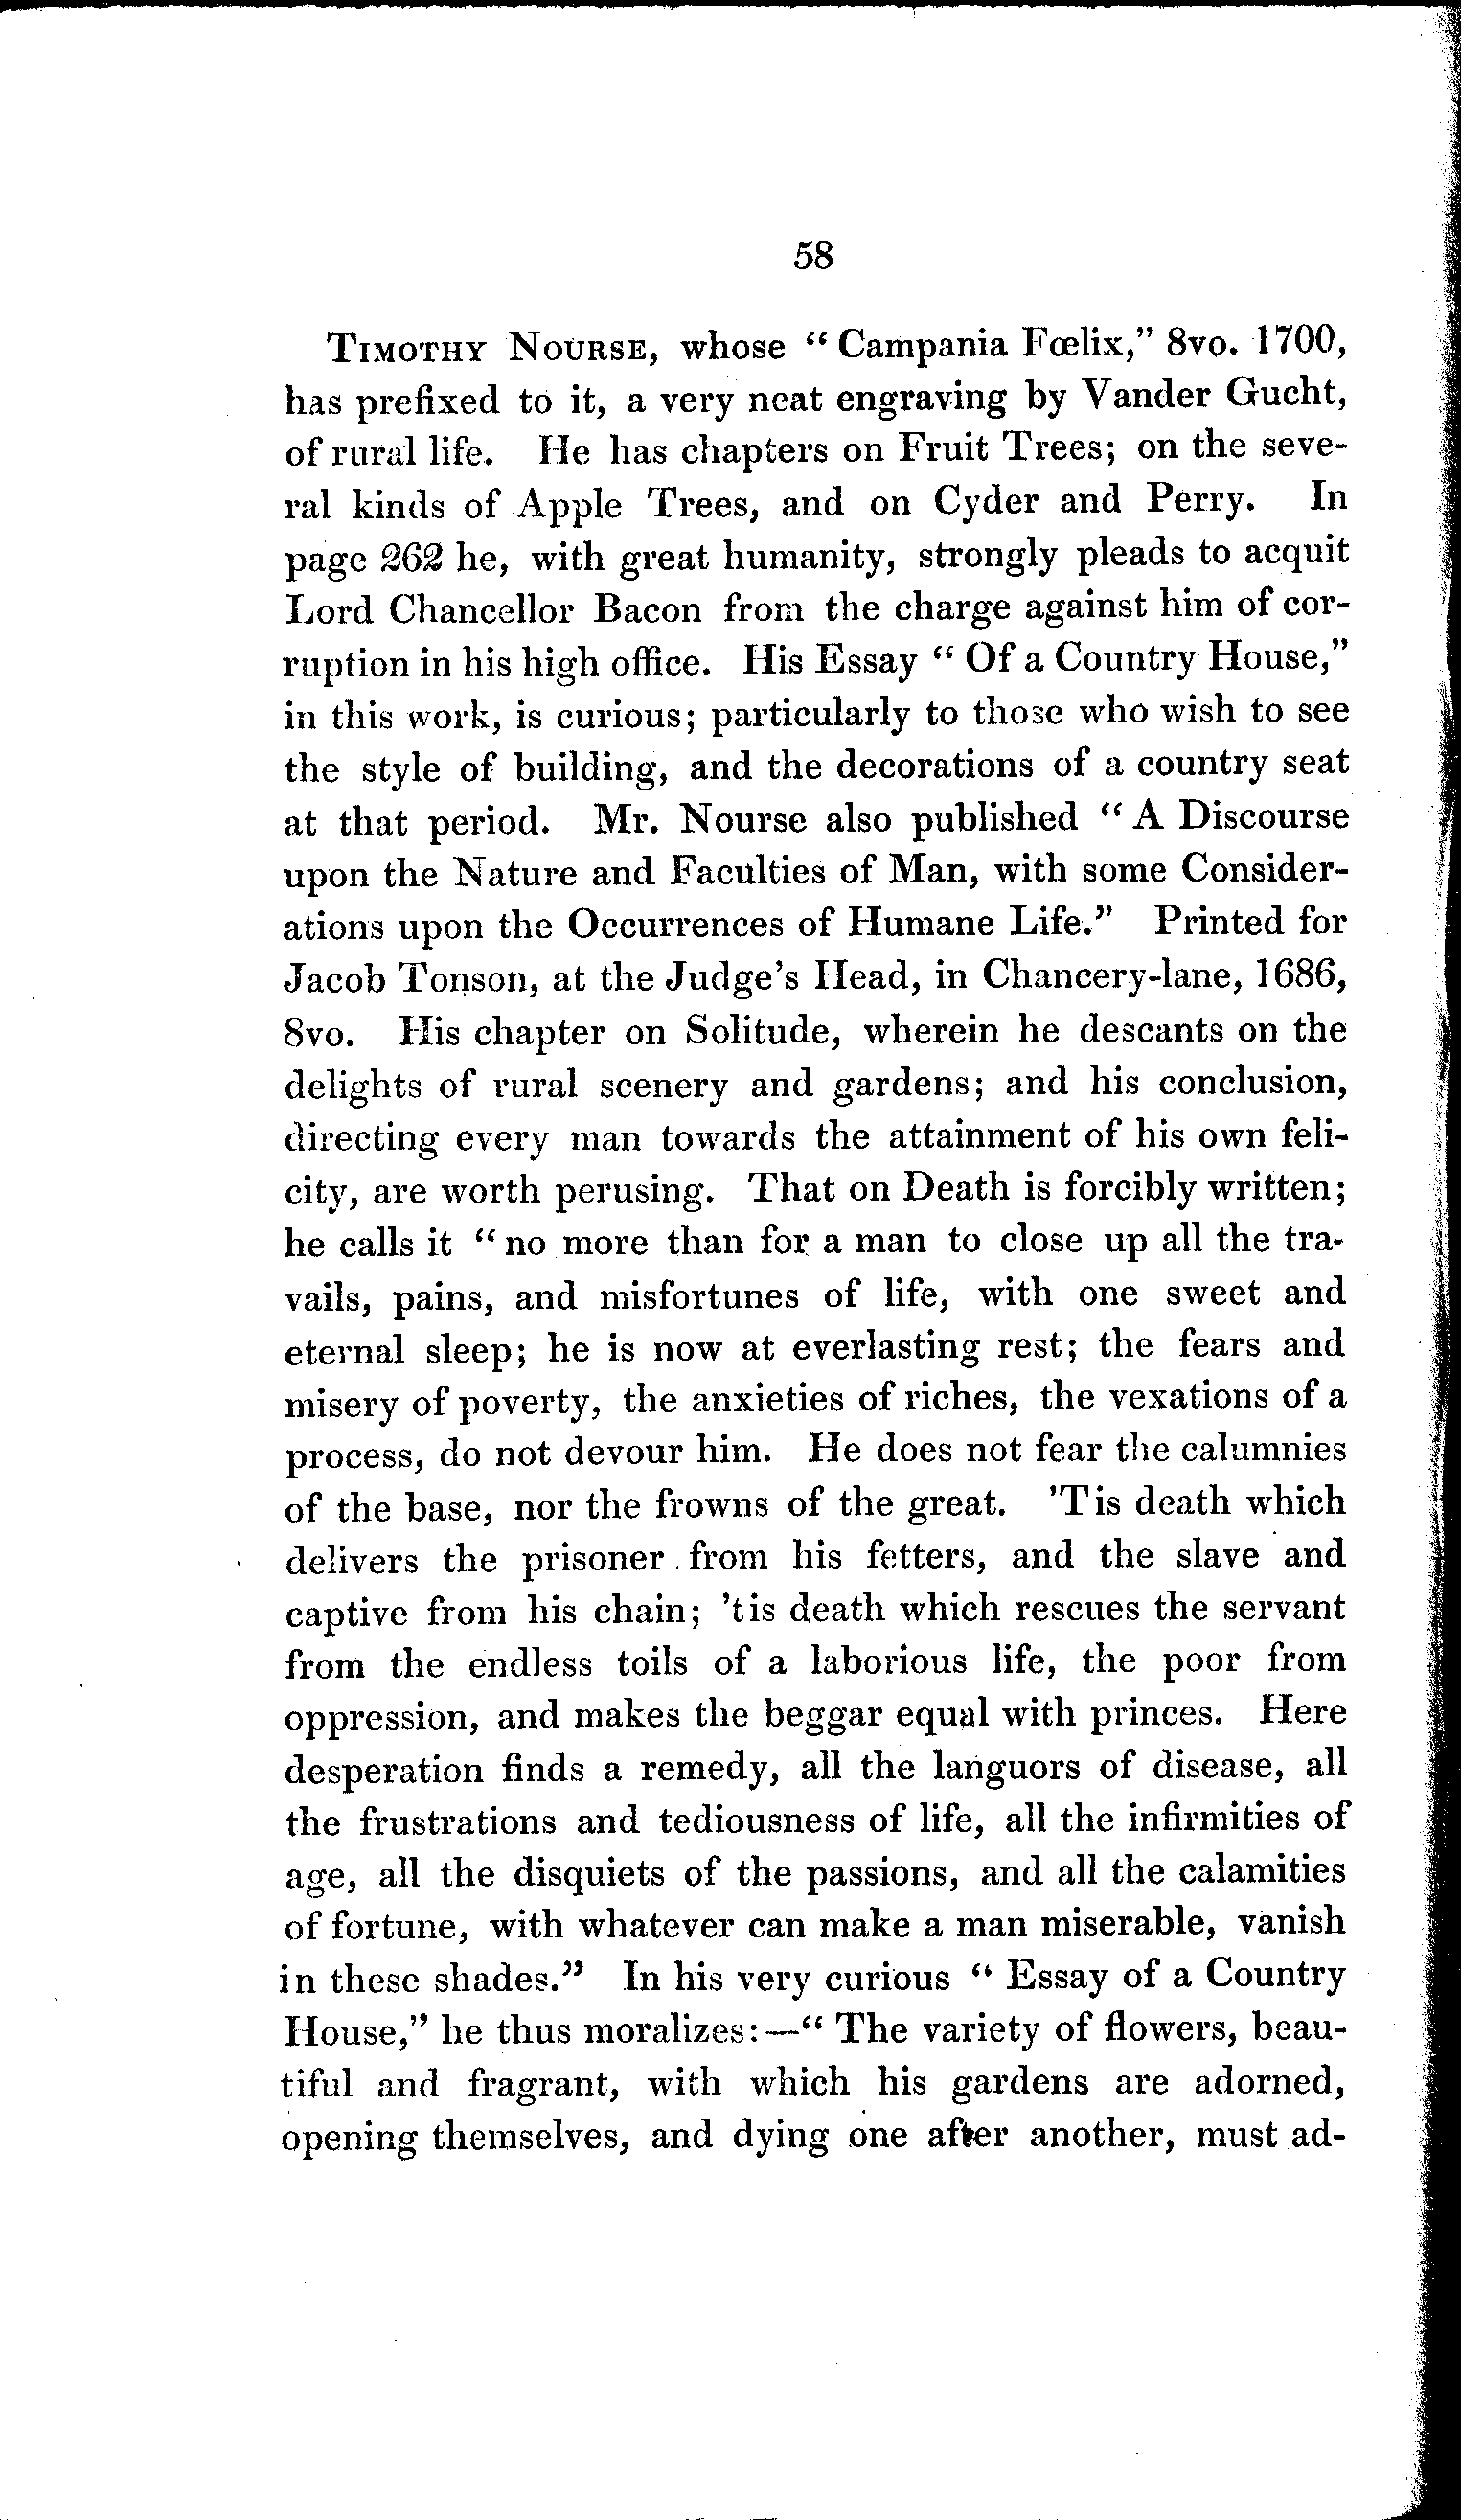 58
TIMOTHY NOURSE, whose “Campania Fœlix,” 8vo. 1700,
has prefixed to it, a very neat engraving by Vander Gucht,
of rural life. He has chapters on Fruit Trees; on the seve-
ral kinds of Apple Trees, and on Cyder and Perry. In
page 262 he, with great humanity, strongly pleads to acquit
Lord Chancellor Bacon from the charge against him of cor-
ruption in his high office. His Essay “Of a Country House,”
in this work, is curious; particularly to those who wish to see
the style of building, and the decorations of a country seat
at that period. Mr. Nourse also published “A Discourse
upon the Nature and Faculties of Man, with some Consider-
ations upon the Occurrences of Humane Life.” Printed for
Jacob Tonson, at the Judge's Head, in Chancery-lane, 1686,
8vo. His chapter on Solitude, wherein he descants on the
delights of rural scenery and gardens; and his conclusion,
directing every man towards the attainment of his own feli-
city, are worth perusing. That on Death is forcibly written;
he calls it “no more than for a man to close up all the tra-
vails, pains, and misfortunes of life, with one sweet and
eternal sleep; he is now at everlasting rest; the fears and
misery of poverty, the anxieties of riches, the vexations of a
process, do not devour him. He does not fear the calumnies
of the base, nor the frowns of the great. 'Tis death which
delivers the prisoner from his fetters, and the slave and
captive from his chain; 'tis death which rescues the servant
from the endless toils of a laborious life, the poor from
oppression, and makes the beggar equal with princes. Here
desperation finds a remedy, all the languors of disease, all
the frustrations and tediousness of life, all the infirmities of
age, all the disquiets of the passions, and all the calamities
of fortune, with whatever can make a man miserable, vanish
in these shades.” In his very curious “Essay of a Country
House,” he thus moralizes:—“The variety of flowers, beau-
tiful and fragrant, with which his gardens are adorned,
opening themselves, and dying one after another, must ad-